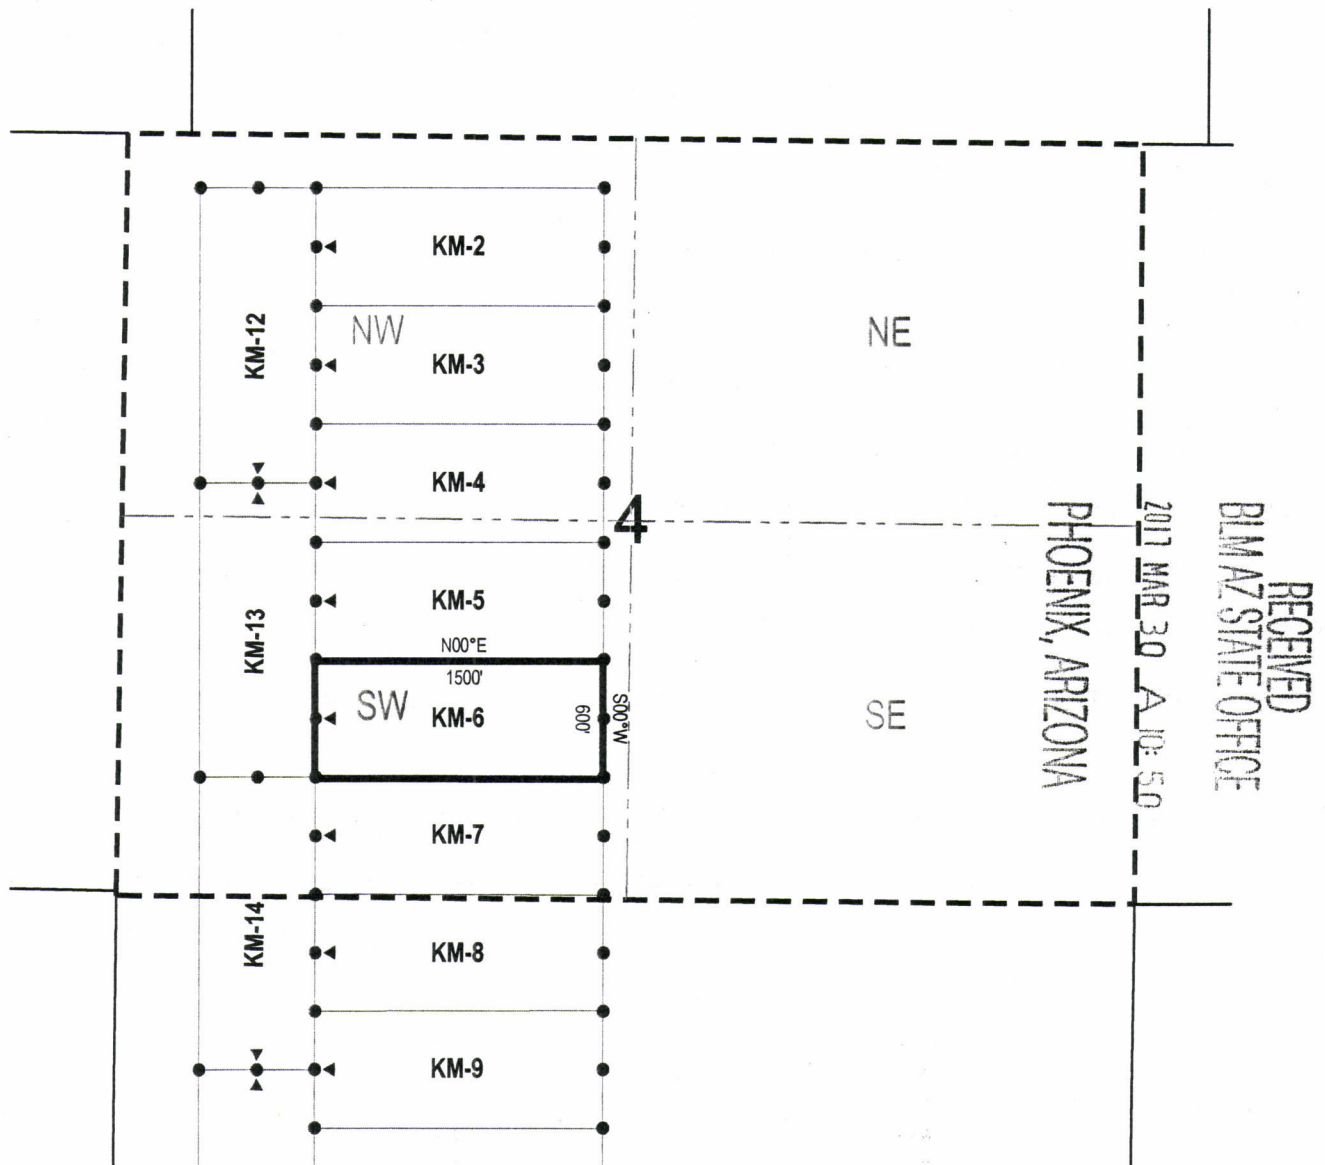 KM-2
NW
KM-12
KM-3
NE
KM-4
4
KM-5
KM-13
N00°E
1500'
SW
KM-6
600'
S00°W
SE
KM-7
KM-14
KM-8
KM-9
RECEIVED
BLM AZ STATE OFFICE
2017 MAR 30 A 10:50
PHOENIX, ARIZONA